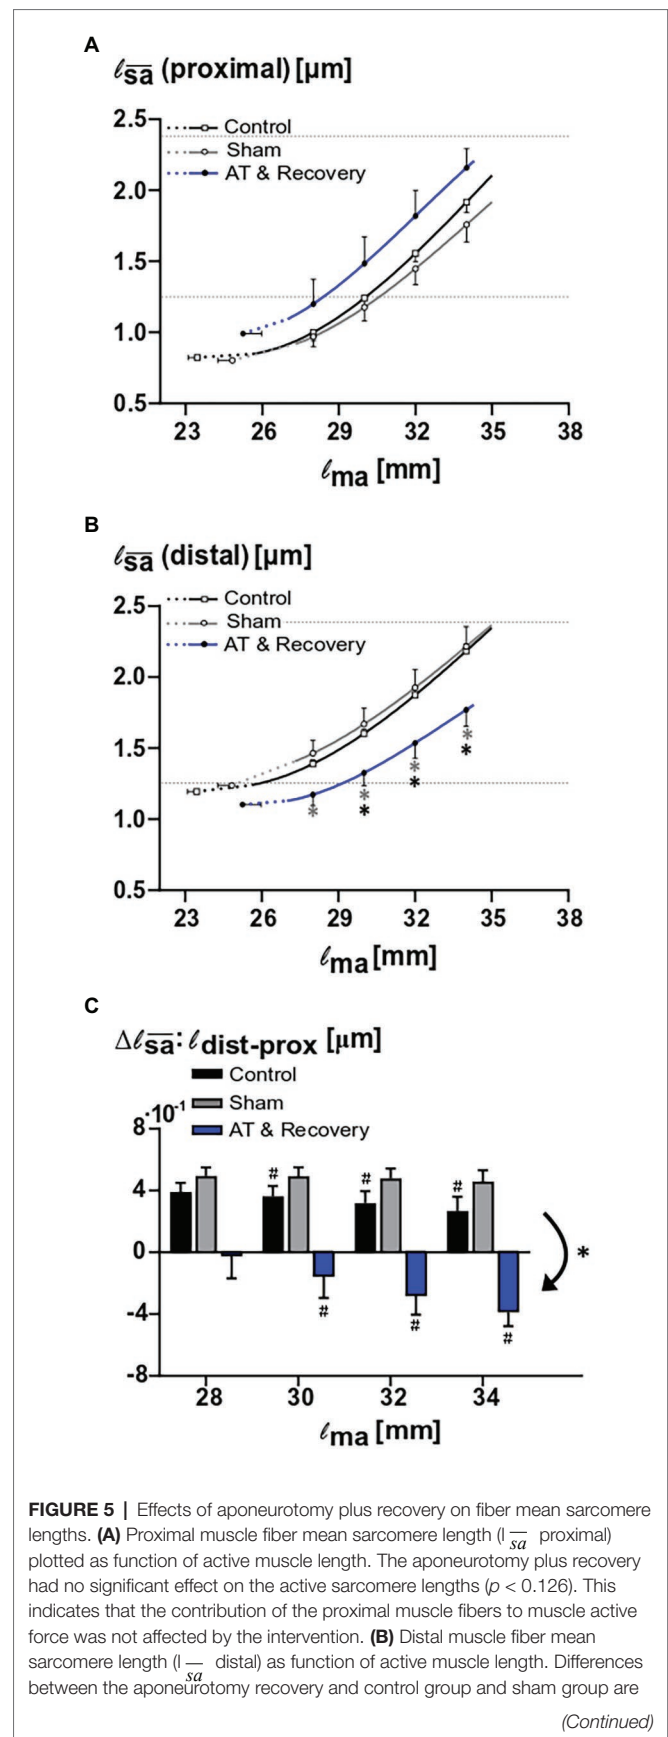 A
ℓsa (proximal) [µm]
2.5
Control
Sham
AT & Recovery
2.0
1.5
1.0
0.5
23 26 29 32 35 38
ℓma [mm]
B
ℓsa (distal) [µm]
2.5
Control
Sham
AT & Recovery
2.0
*
*
1.5
* *
* * *
1.0
0.5
23 26 29 32 35 38
ℓma [mm]
C
Δℓsa: ℓdist-prox [µm]
Control
Sham
AT & Recovery
8 ·10-1
# # #
4
0 *
-4
# # #
-8
28 30 32 34
ℓma [mm]
FIGURE 5 | Effects of aponeurotomy plus recovery on fiber mean sarcomere
lengths. (A) Proximal muscle fiber mean sarcomere length (l sa proximal)
plotted as function of active muscle length. The aponeurotomy plus recovery
had no significant effect on the active sarcomere lengths (p < 0.126). This
indicates that the contribution of the proximal muscle fibers to muscle active
force was not affected by the intervention. (B) Distal muscle fiber mean
sarcomere length (l sa distal) as function of active muscle length. Differences
between the aponeurotomy recovery and control group and sham group are
(Continued)